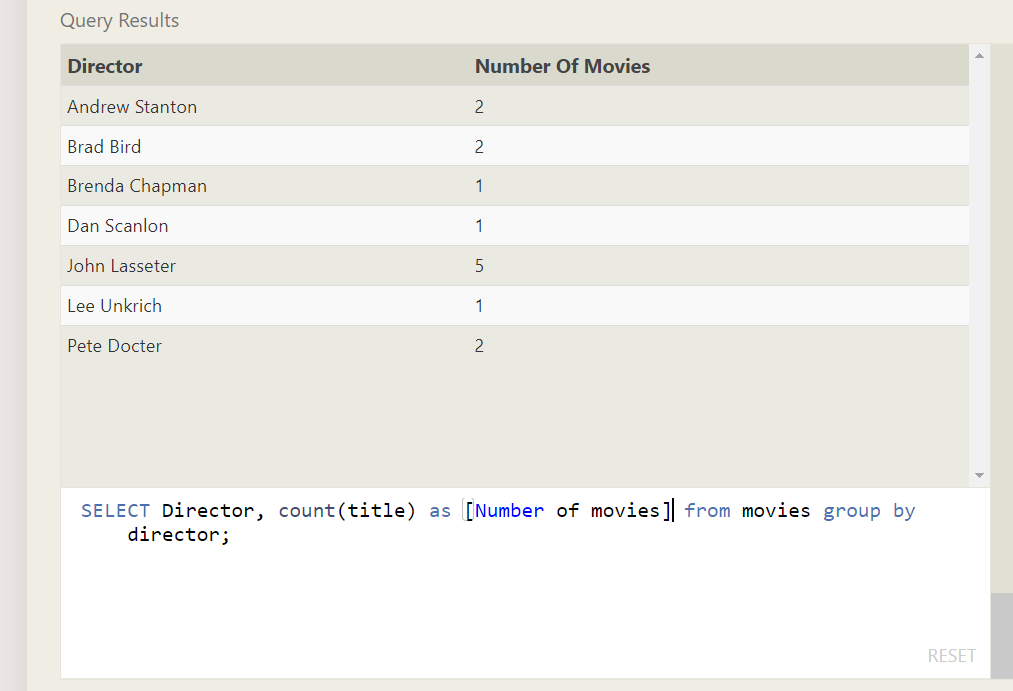 Query Results
Director Number Of Movies
Andrew Stanton 2
Brad Bird 2
Brenda Chapman 1
Dan Scanlon 1
John Lasseter 5
Lee Unkrich 1
Pete Docter 2
SELECT Director, count(title) as [Number of movies] from movies group by
director;
RESET